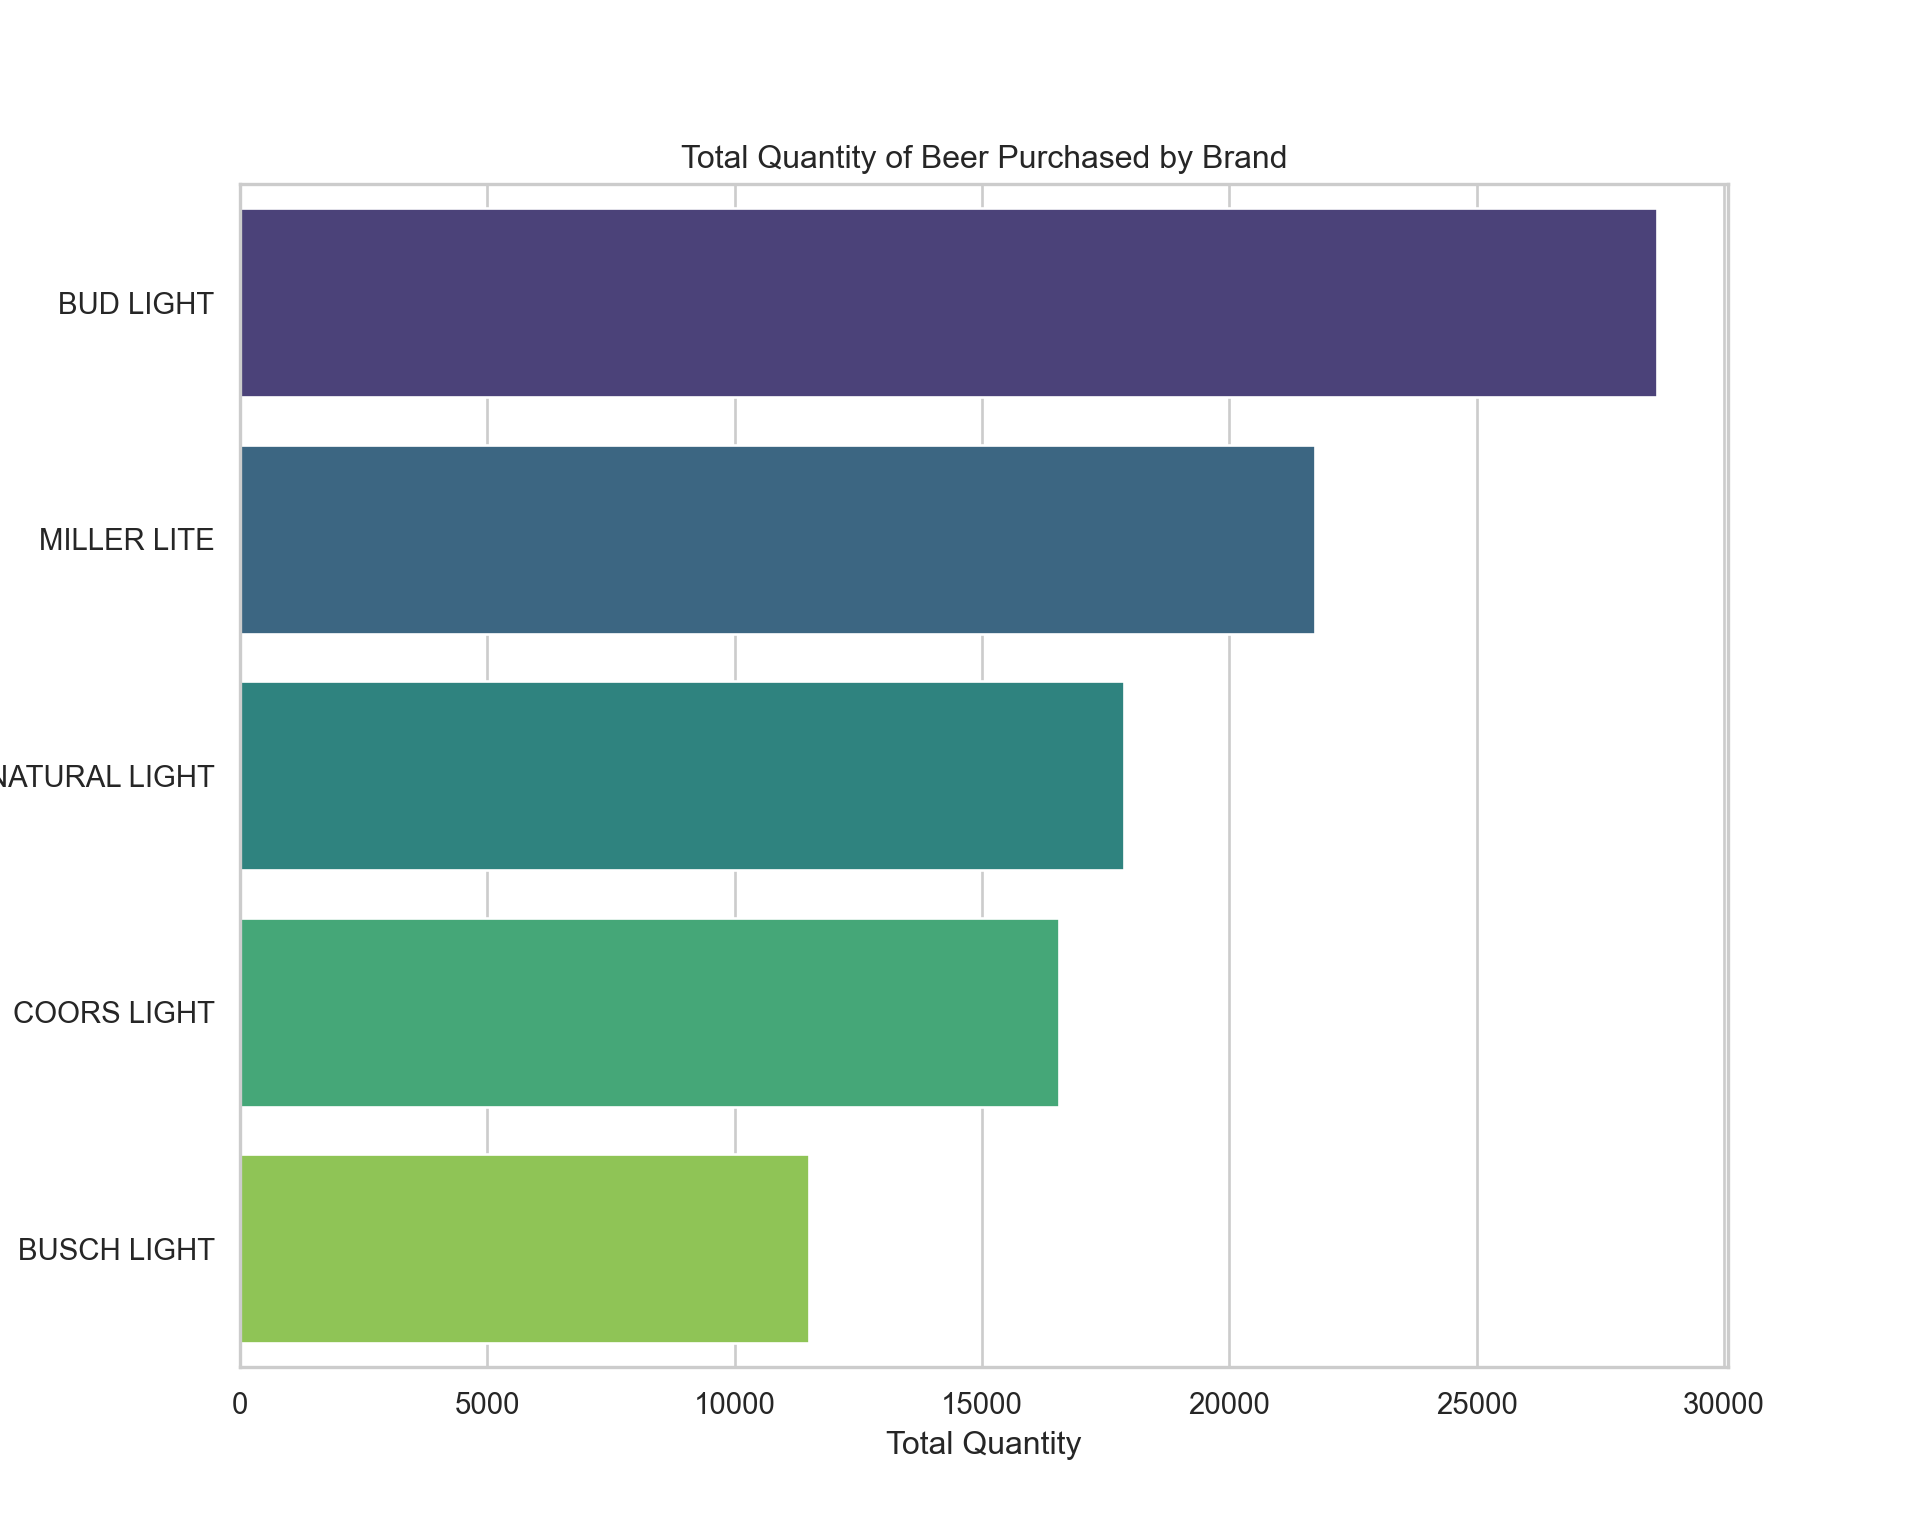 Total Quantity of Beer Purchased by Brand
BUD LIGHT
MILLER LITE
NATURAL LIGHT
COORS LIGHT
BUSCH LIGHT
0 5000 10000 15000 20000 25000 30000
Total Quantity